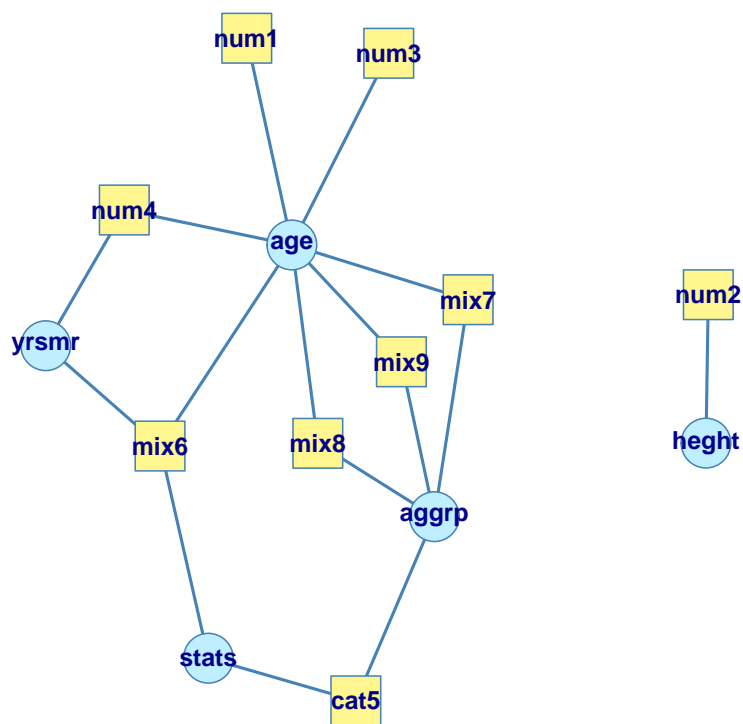 num1
num3
num4
age
mix7
num2
yrsmr
mix9
mix6
mix8
heght
aggrp
stats
cat5